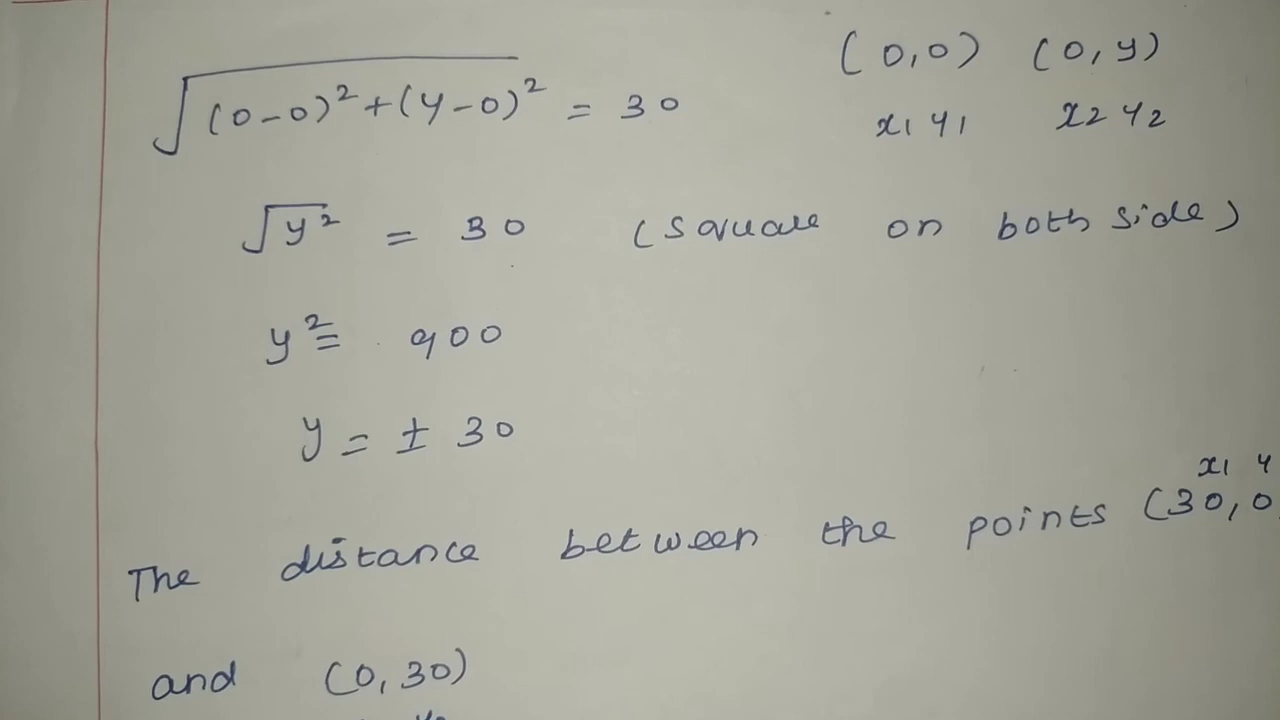 √(0-0)²+(y-0)² = 30 (0,0) (0,y)
x1 y1 x2 y2
√y² = 30 (square on both side)
y² = 900
y = ± 30
x1 y
The distance between the points (30,0
and (0,30)